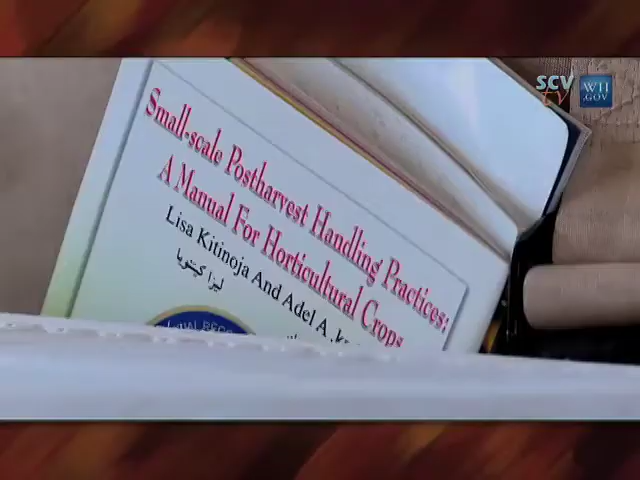 SCV
tv
WH
.GOV
Small-scale Postharvest Handling Practices:
A Manual For Horticultural Crops
Lisa Kitinoja And Adel A.
ليزا كيتنويا